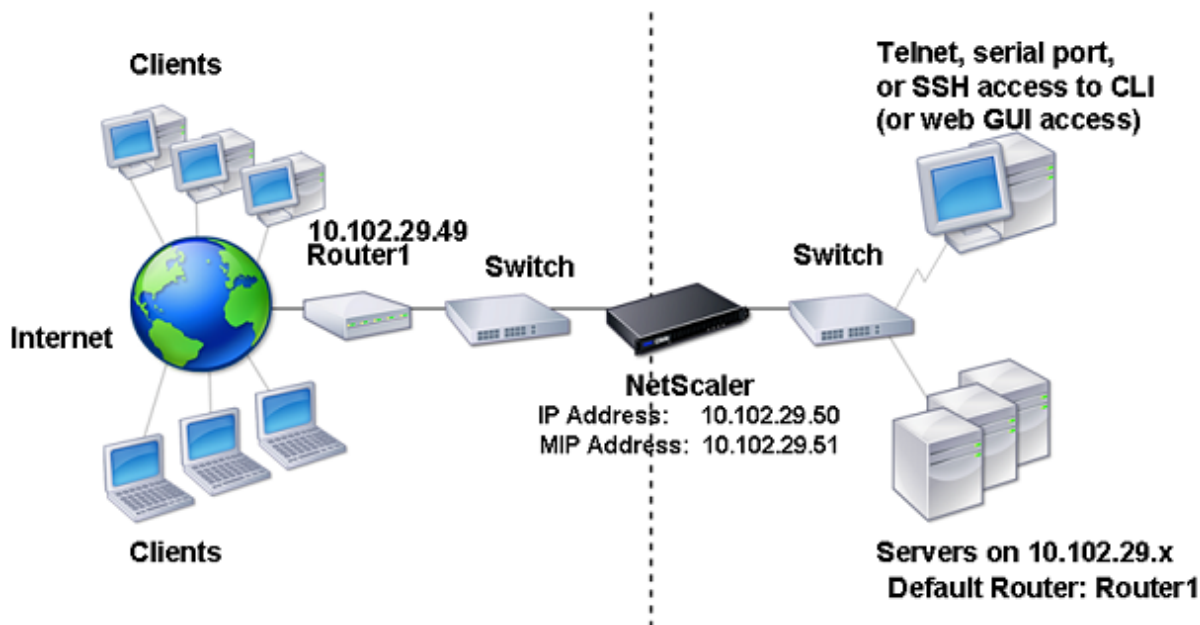 Clients
Telnet, serial port,
or SSH access to CLI
(or web GUI access)
10.102.29.49
Router1
Switch
Switch
Internet
NetScaler
IP Address: 10.102.29.50
MIP Address: 10.102.29.51
Clients
Servers on 10.102.29.x
Default Router: Router1